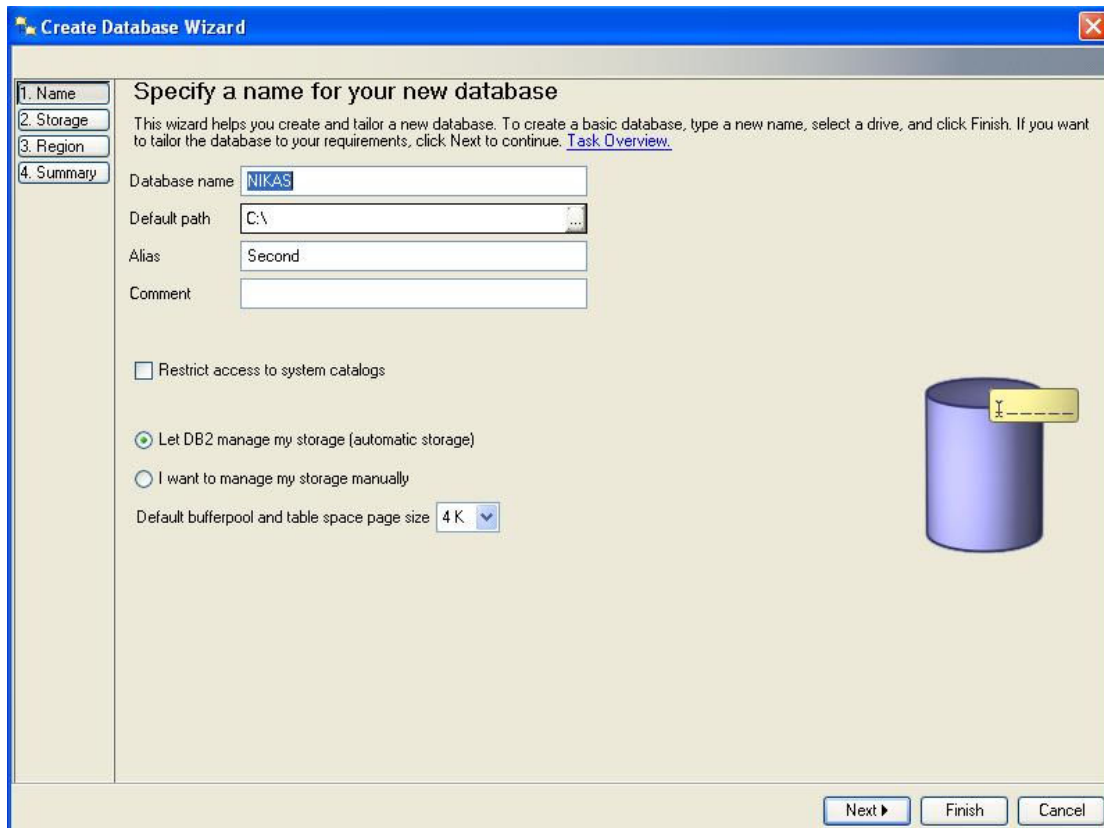 Create Database Wizard
1. Name
2. Storage
3. Region
4. Summary
Specify a name for your new database
This wizard helps you create and tailor a new database. To create a basic database, type a new name, select a drive, and click Finish. If you want
to tailor the database to your requirements, click Next to continue. Task Overview.
Database name NIKAS
Default path C:\ ...
Alias Second
Comment
Restrict access to system catalogs
Let DB2 manage my storage (automatic storage)
I want to manage my storage manually
Default bufferpool and table space page size 4 K
Next Finish Cancel